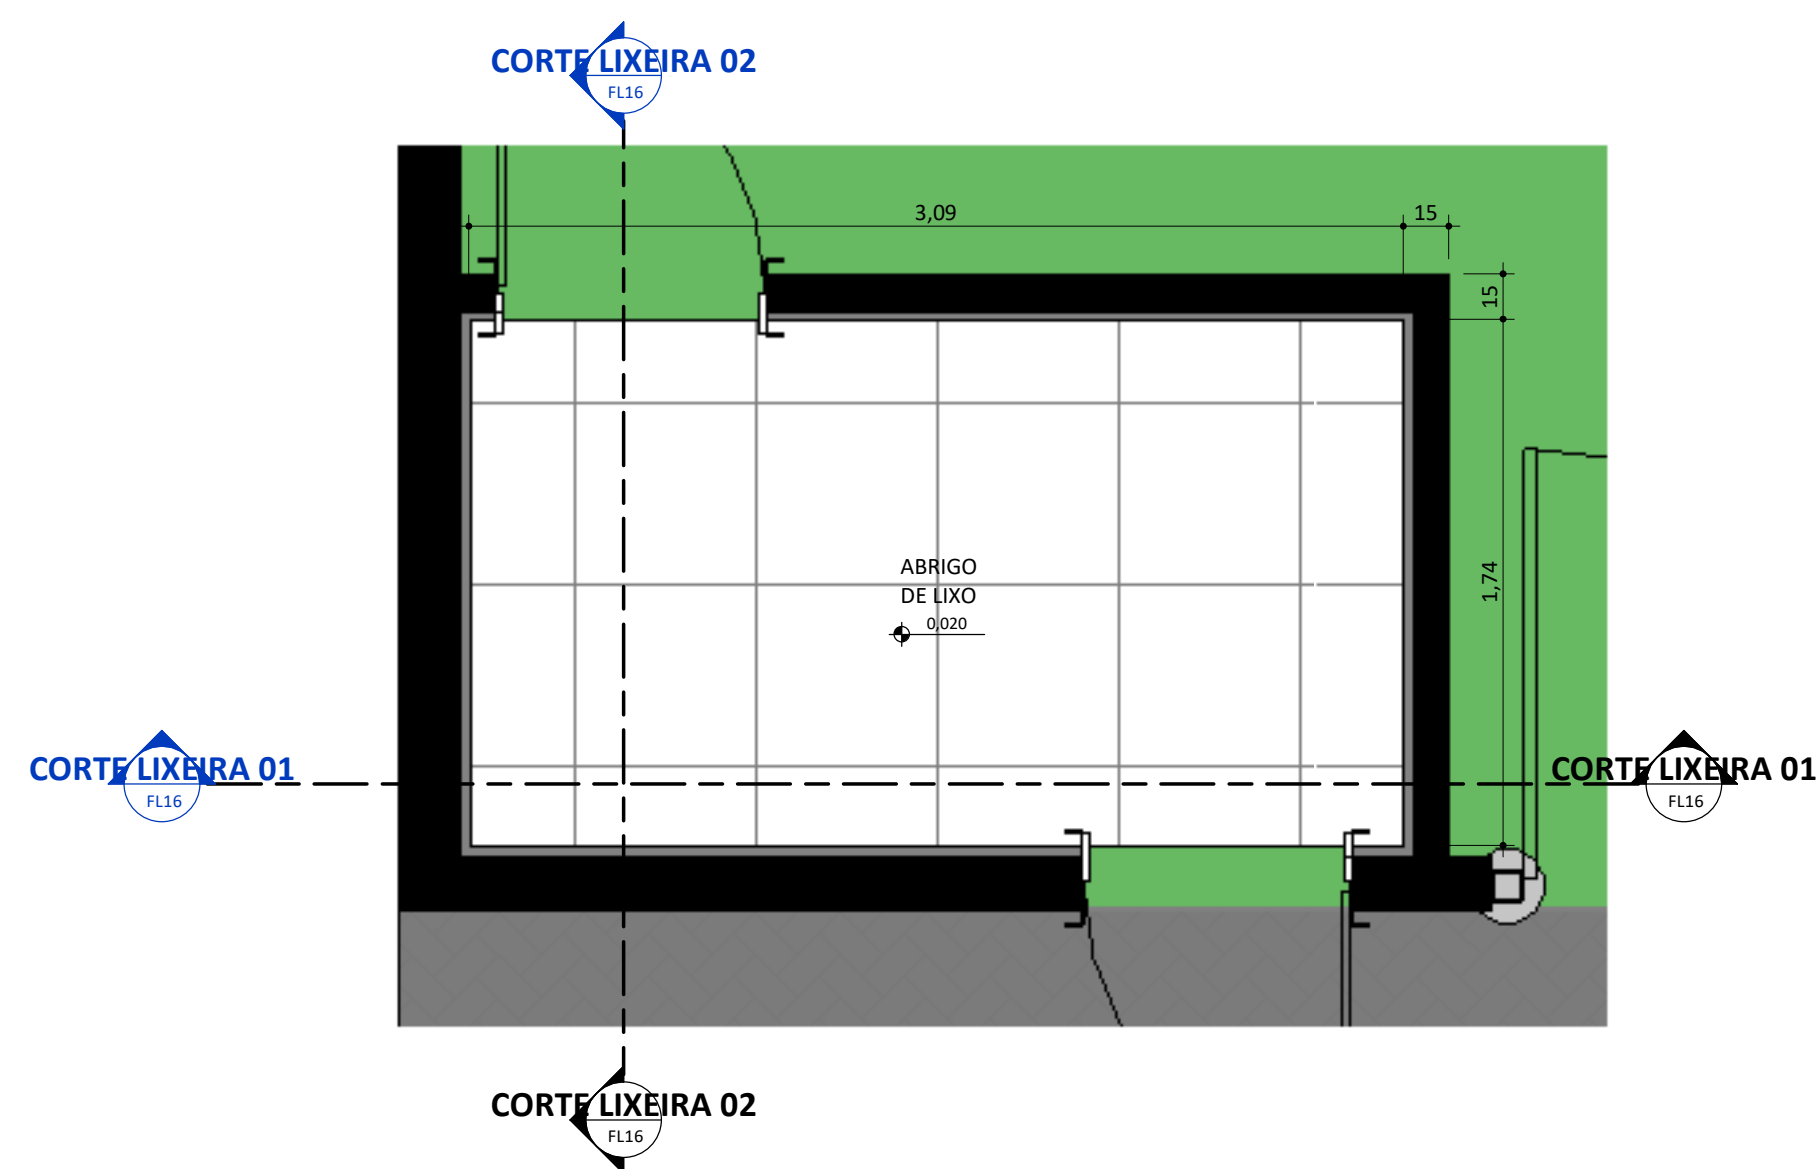 CORTE LIXEIRA 02
FL16
3,09
15
15
1,74
ABRIGO
DE LIXO
0,020
CORTE LIXEIRA 01
FL16
CORTE LIXEIRA 01
FL16
CORTE LIXEIRA 02
FL16